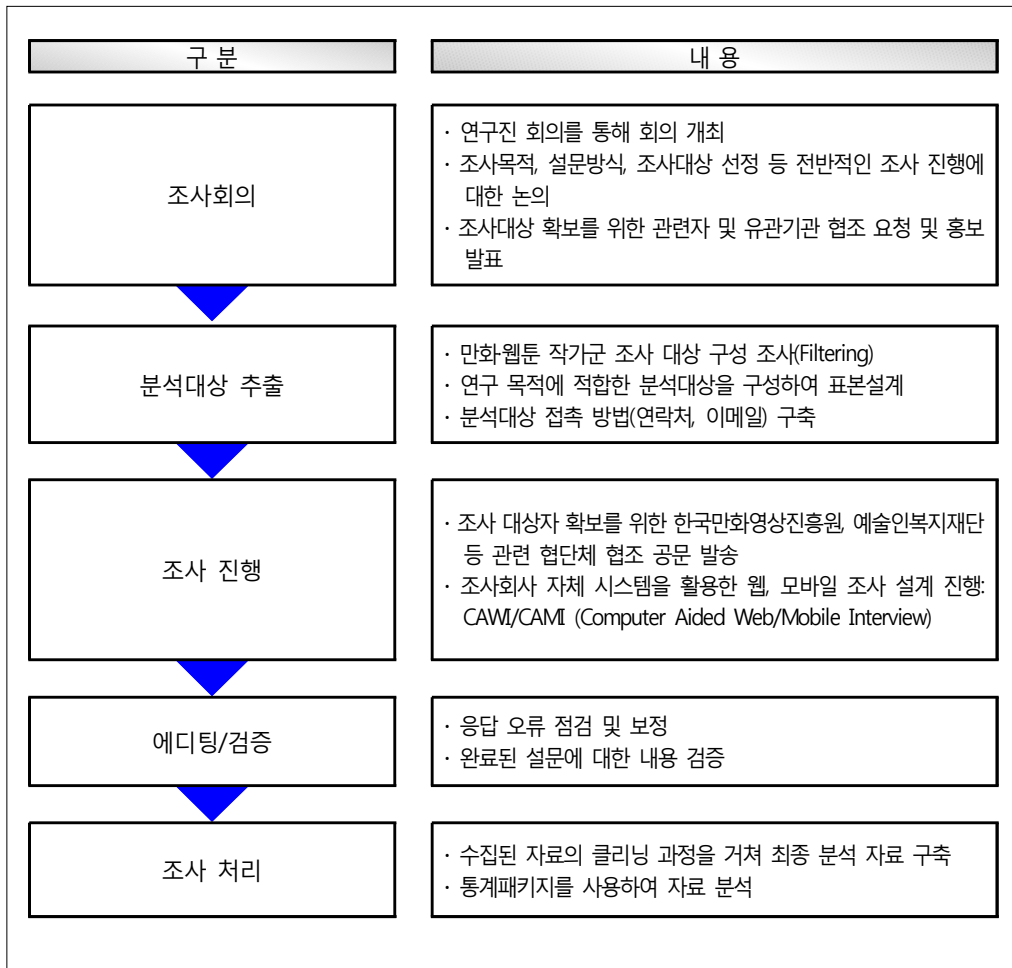 구 분
내 용
조사회의
· 연구진 회의를 통해 회의 개최
· 조사목적, 설문방식, 조사대상 선정 등 전반적인 조사 진행에
대한 논의
· 조사대상 확보를 위한 관련자 및 유관기관 협조 요청 및 홍보
발표
분석대상 추출
· 만화·웹툰 작가군 조사 대상 구성 조사(Filtering)
· 연구 목적에 적합한 분석대상을 구성하여 표본설계
· 분석대상 접촉 방법(연락처, 이메일) 구축
조사 진행
· 조사 대상자 확보를 위한 한국만화영상진흥원, 예술인복지재단
등 관련 협단체 협조 공문 발송
· 조사회사 자체 시스템을 활용한 웹, 모바일 조사 설계 진행:
CAWI/CAMI (Computer Aided Web/Mobile Interview)
에디팅/검증
· 응답 오류 점검 및 보정
· 완료된 설문에 대한 내용 검증
조사 처리
· 수집된 자료의 클리닝 과정을 거쳐 최종 분석 자료 구축
· 통계패키지를 사용하여 자료 분석